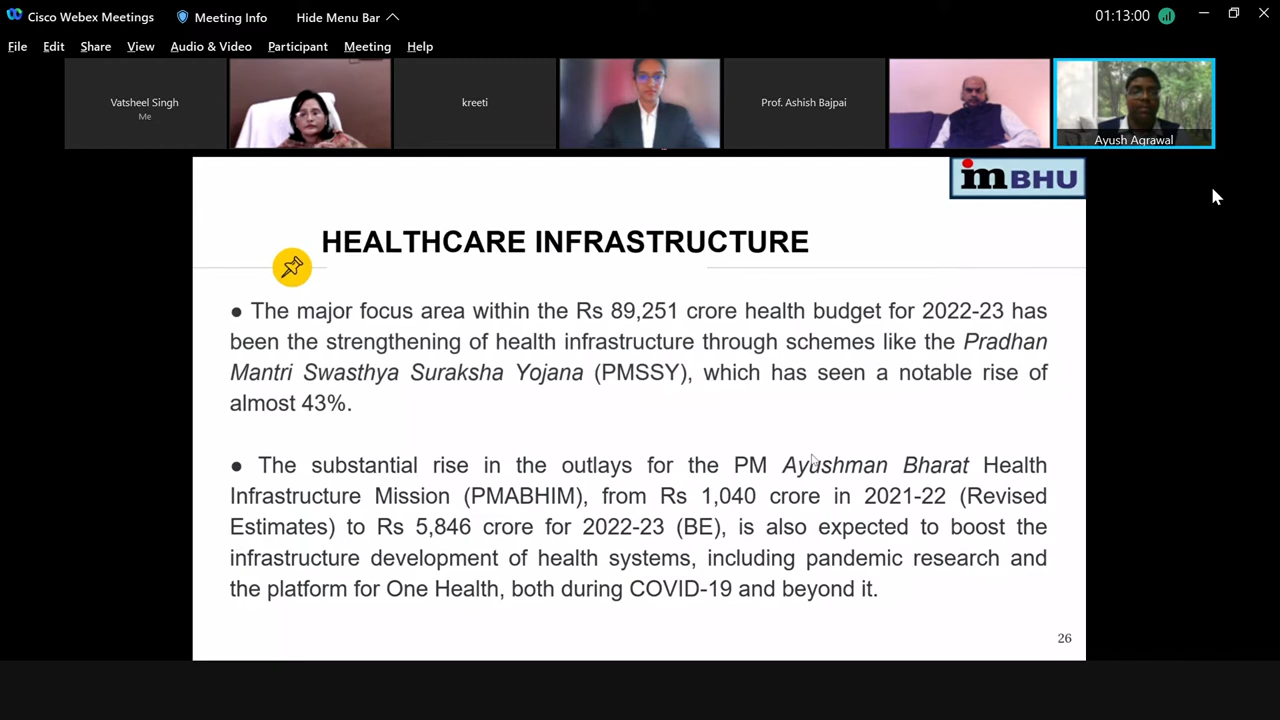 Cisco Webex Meetings
Meeting Info
Hide Menu Bar
01:13:00
File Edit Share View Audio & Video Participant Meeting Help
Vatsheel Singh
Me
kreeti
Prof. Ashish Bajpai
Ayush Agrawal
im BHU
HEALTHCARE INFRASTRUCTURE
● The major focus area within the Rs 89,251 crore health budget for 2022-23 has
been the strengthening of health infrastructure through schemes like the Pradhan
Mantri Swasthya Suraksha Yojana (PMSSY), which has seen a notable rise of
almost 43%.
● The substantial rise in the outlays for the PM Ayushman Bharat Health
Infrastructure Mission (PMABHIM), from Rs 1,040 crore in 2021-22 (Revised
Estimates) to Rs 5,846 crore for 2022-23 (BE), is also expected to boost the
infrastructure development of health systems, including pandemic research and
the platform for One Health, both during COVID-19 and beyond it.
26